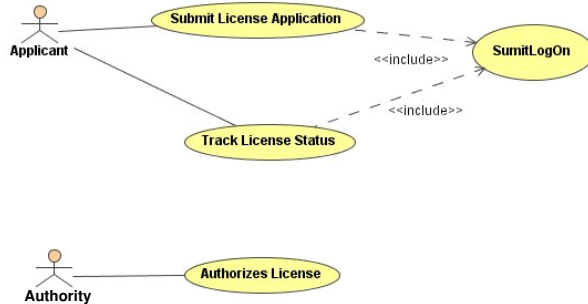 Submit License Application
Applicant
SumitLogOn
<<include>>
<<include>>
Track License Status
Authorizes License
Authority